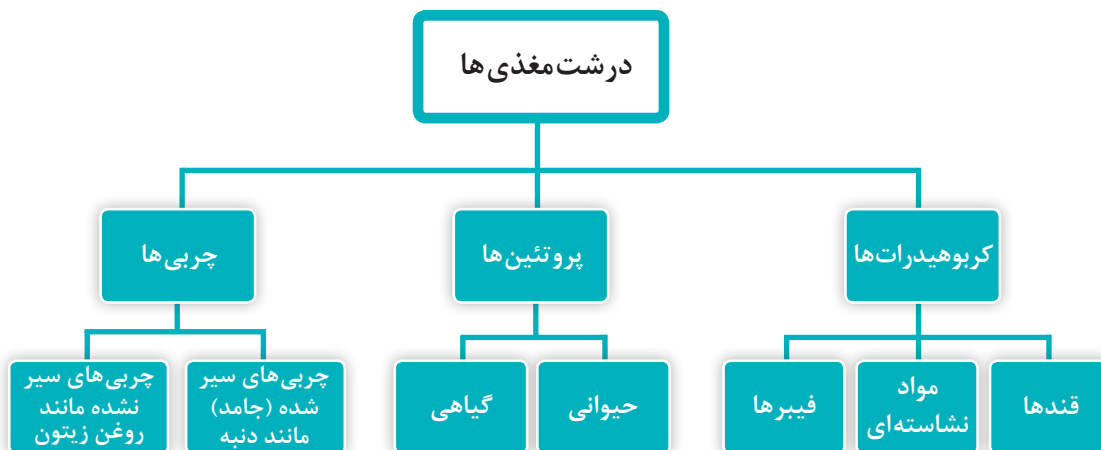 درشت‌مغذی‌ها
کربوهیدرات‌ها
پروتئین‌ها
چربی‌ها
قندها
مواد
نشاسته‌ای
فیبرها
حیوانی
گیاهی
چربی‌های سیر
شده (جامد)
مانند دنبه
چربی‌های سیر
نشده مانند
روغن زیتون